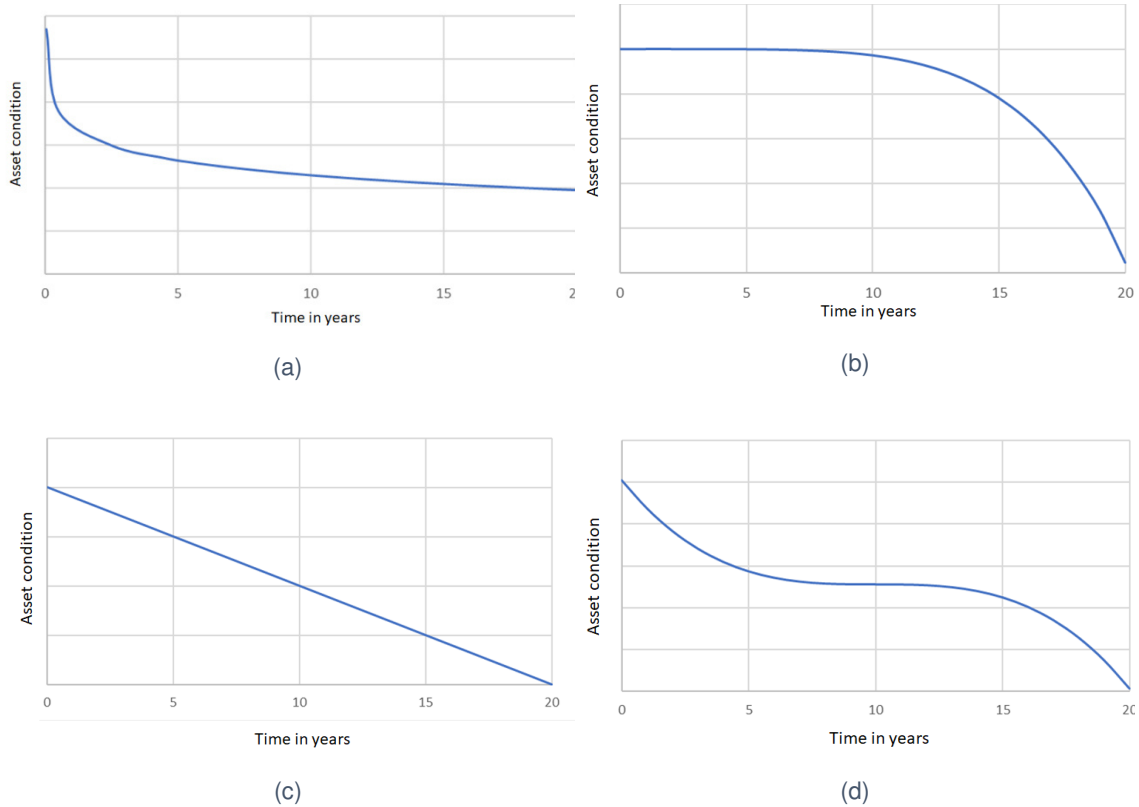 Asset condition
0 5 10 15 2
Time in years
(a)
Asset condition
0 5 10 15 20
Time in years
(b)
Asset condition
0 5 10 15 20
Time in years
(c)
Asset condition
0 5 10 15 20
Time in years
(d)